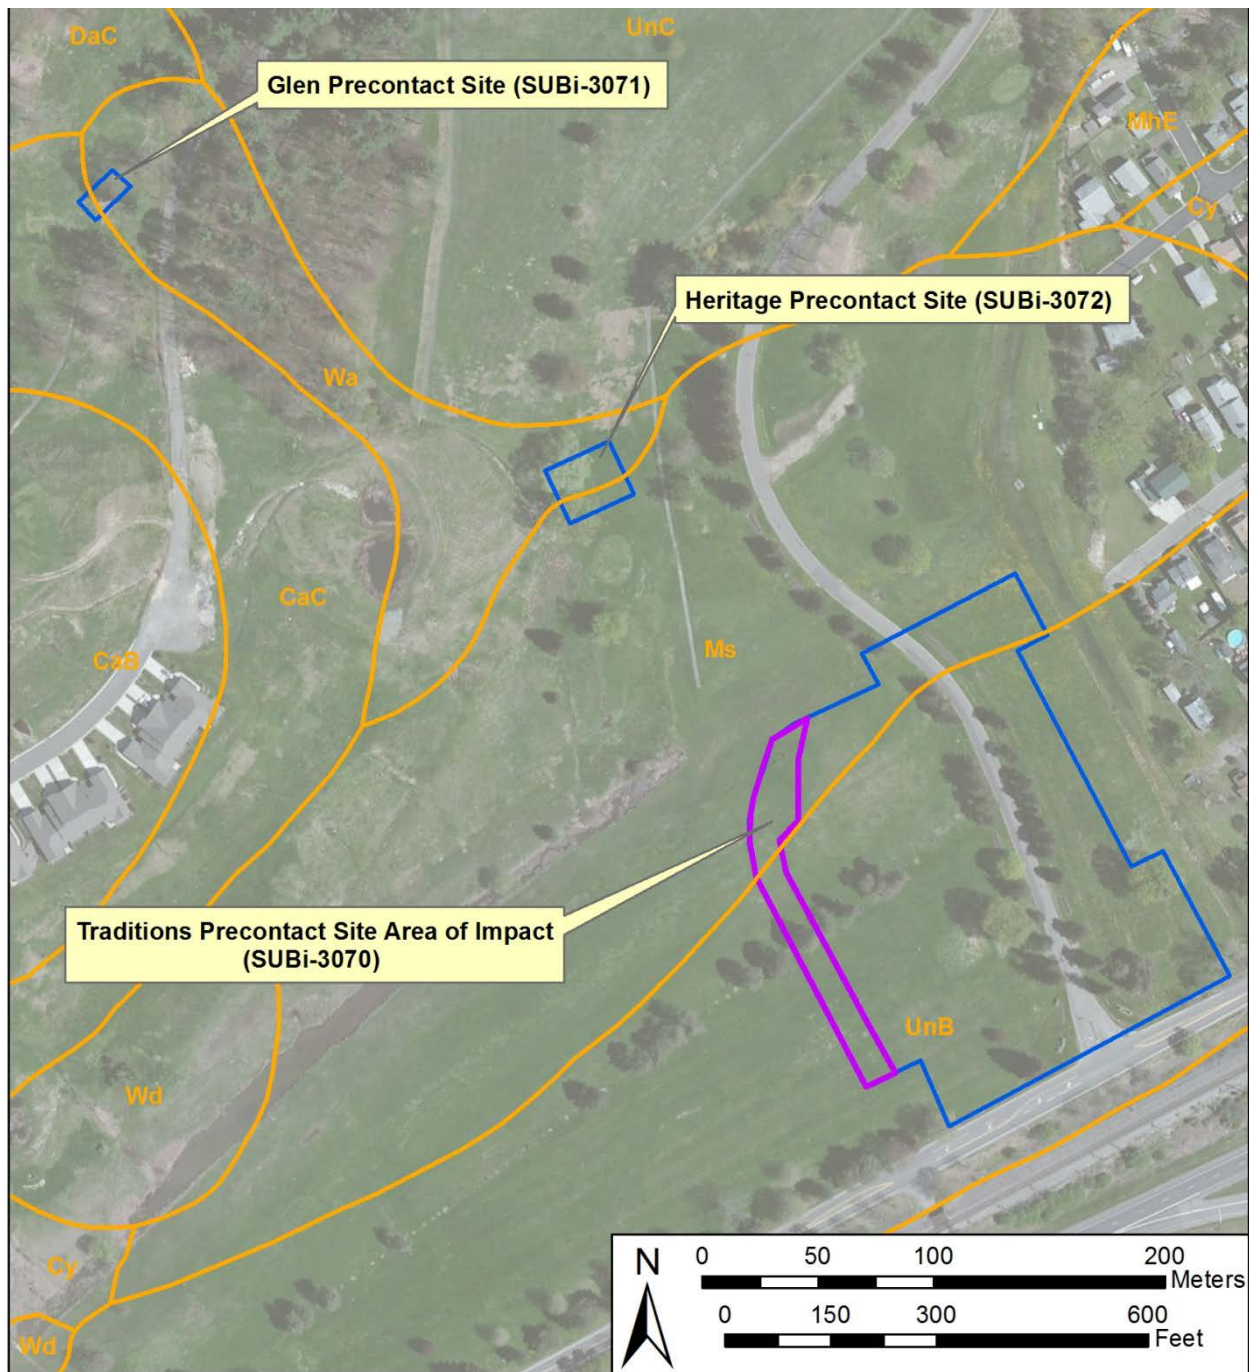 DaC
UnC
Glen Precontact Site (SUBi-3071)
MhE
Cy
Heritage Precontact Site (SUBi-3072)
Wa
CaC
CaB
Ms
Traditions Precontact Site Area of Impact
(SUBi-3070)
UnB
Wd
Cy
Wd
N
0 50 100 200
Meters
0 150 300 600
Feet